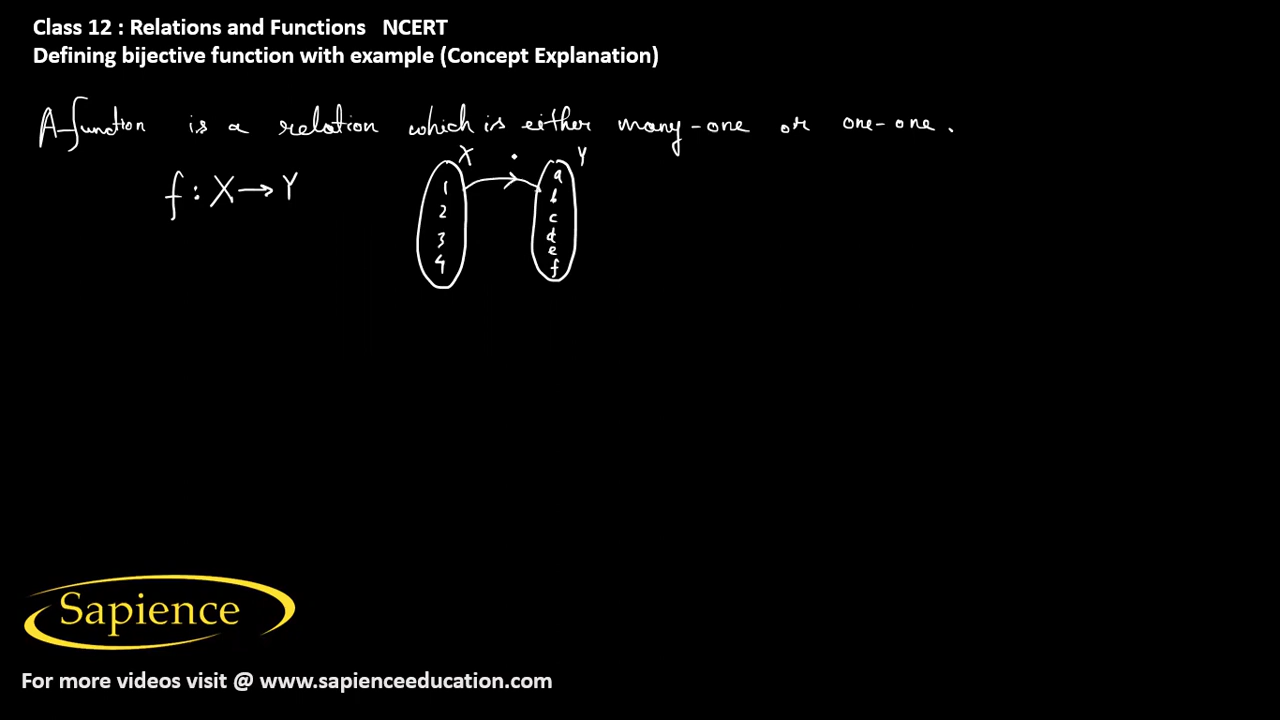 Class 12 : Relations and Functions NCERT
Defining bijective function with example (Concept Explanation)
A function is a relation which is either many-one or one-one.
f : X → Y
X Y
1 a
2 b
3 c
4 d
e
f
Sapience
For more videos visit @ www.sapienceeducation.com